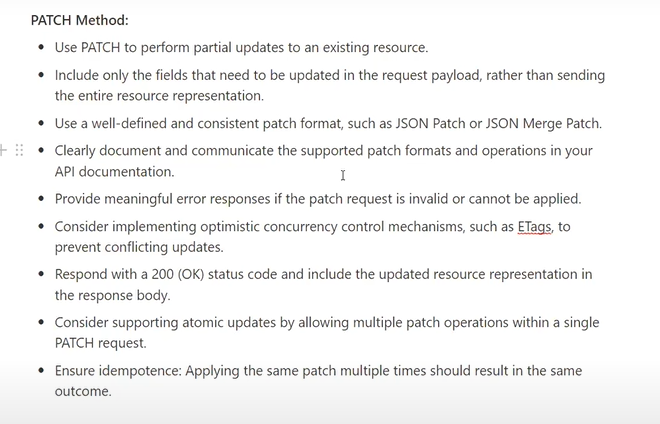 PATCH Method:
• Use PATCH to perform partial updates to an existing resource.
• Include only the fields that need to be updated in the request payload, rather than sending
the entire resource representation.
• Use a well-defined and consistent patch format, such as JSON Patch or JSON Merge Patch.
• Clearly document and communicate the supported patch formats and operations in your
API documentation.
• Provide meaningful error responses if the patch request is invalid or cannot be applied.
• Consider implementing optimistic concurrency control mechanisms, such as ETags, to
prevent conflicting updates.
• Respond with a 200 (OK) status code and include the updated resource representation in
the response body.
• Consider supporting atomic updates by allowing multiple patch operations within a single
PATCH request.
• Ensure idempotence: Applying the same patch multiple times should result in the same
outcome.